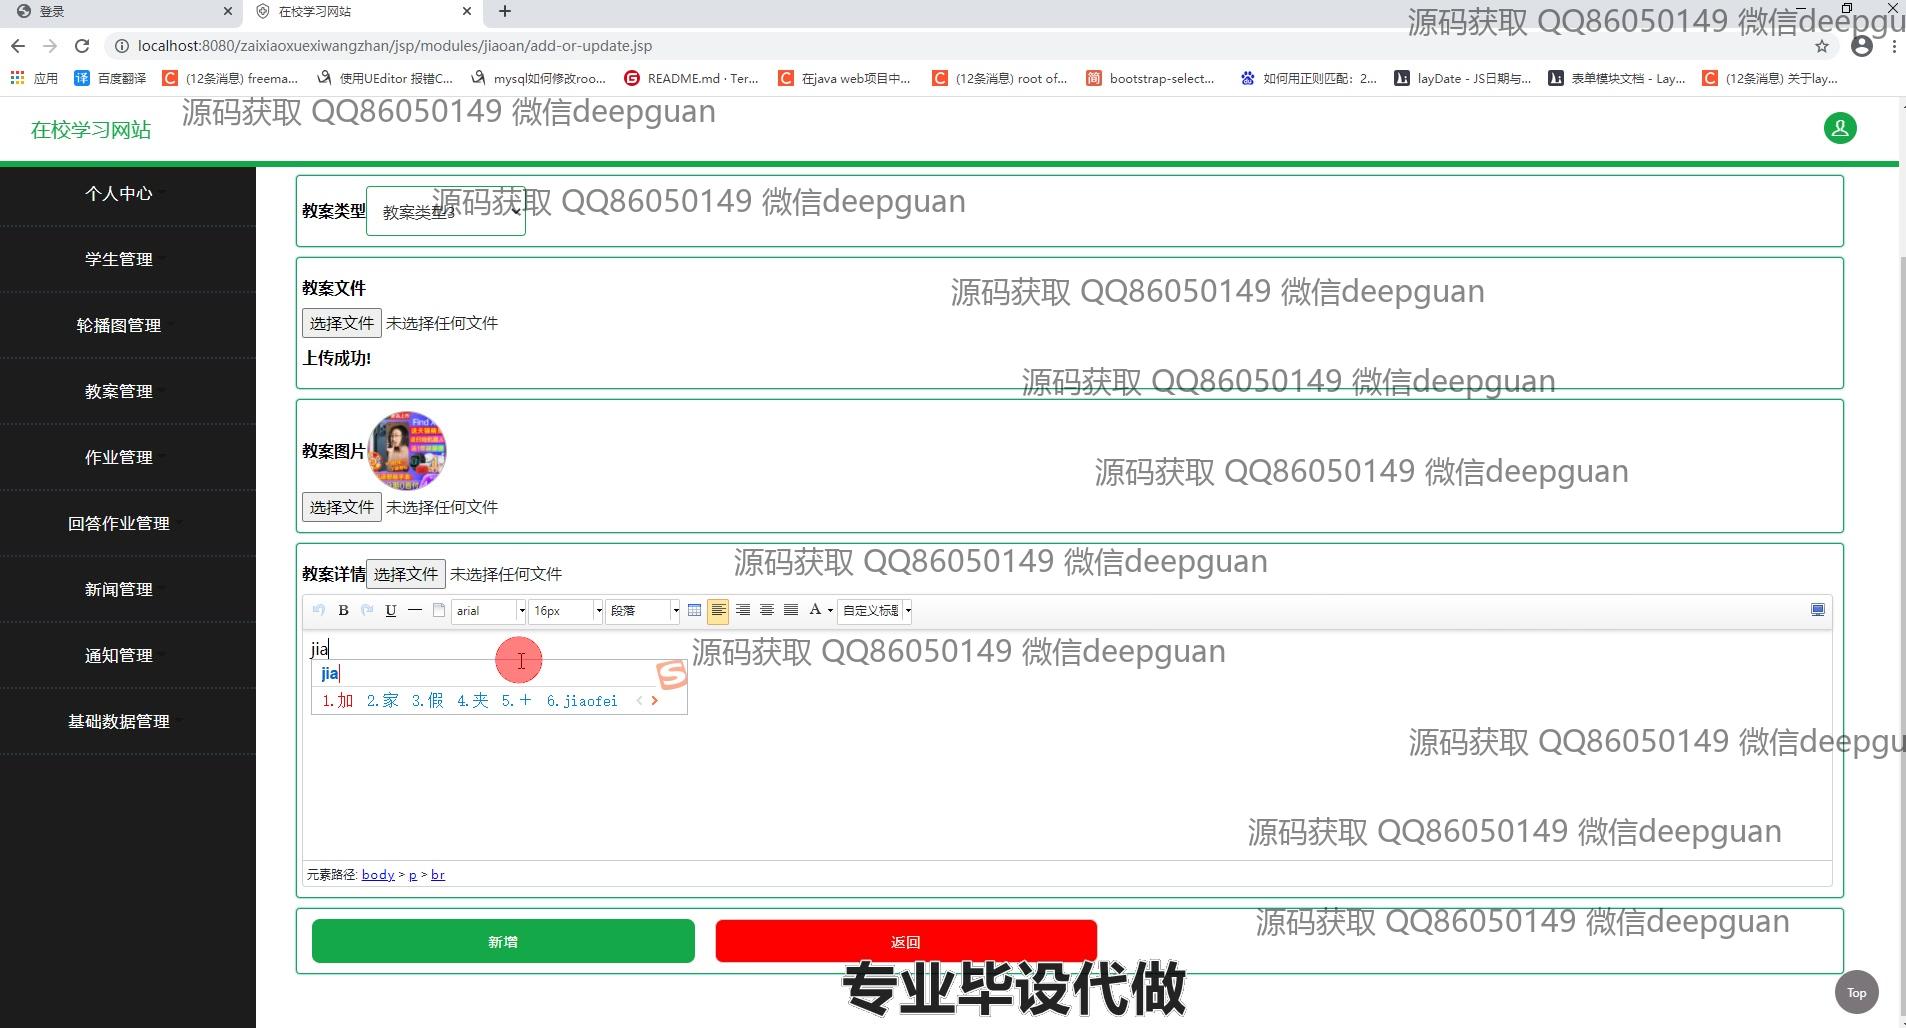 登录
在校学习网站
源码获取 QQ86050149 微信deepgu
localhost:8080/zaixiaoxuexiwangzhan/jsp/modules/jiaoan/add-or-update.jsp
应用
百度翻译
(12条消息) freema...
使用UEditor 报错C...
mysql如何修改roo...
README.md · Ter...
在java web项目中...
(12条消息) root of...
bootstrap-select...
如何用正则匹配：2...
layDate - JS日期与...
表单模块文档 - Lay...
(12条消息) 关于lay...
源码获取 QQ86050149 微信deepguan
在校学习网站
个人中心
学生管理
轮播图管理
教案管理
作业管理
回答作业管理
新闻管理
通知管理
基础数据管理
教案类型 教案类型3
源码获取 QQ86050149 微信deepguan
教案文件
源码获取 QQ86050149 微信deepguan
选择文件 未选择任何文件
上传成功!
源码获取 QQ86050149 微信deepguan
教案图片
源码获取 QQ86050149 微信deepguan
选择文件 未选择任何文件
源码获取 QQ86050149 微信deepguan
教案详情 选择文件 未选择任何文件
B U arial 16px 段落 A 自定义标题
jia
源码获取 QQ86050149 微信deepguan
jia
1.加 2.家 3.假 4.夹 5.十 6.jiaofei
源码获取 QQ86050149 微信deepgu
源码获取 QQ86050149 微信deepguan
元素路径: body > p > br
源码获取 QQ86050149 微信deepguan
新增
返回
专业毕设代做
Top